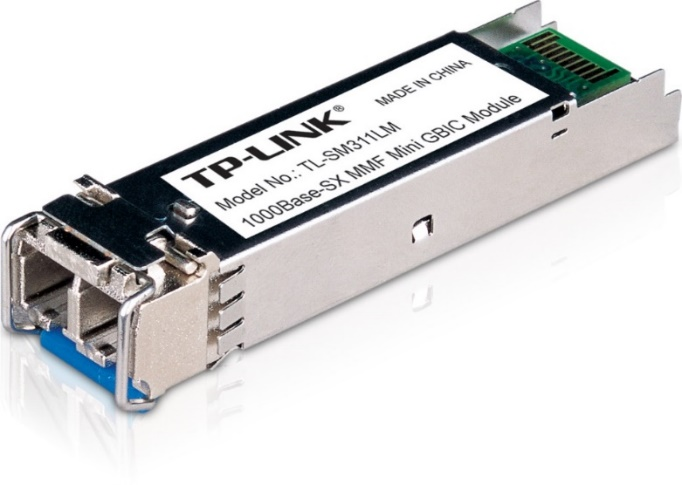 TP-LINK®
MADE IN CHINA
Model No.: TL-SM311LM
1000Base-SX MMF Mini GBIC Module